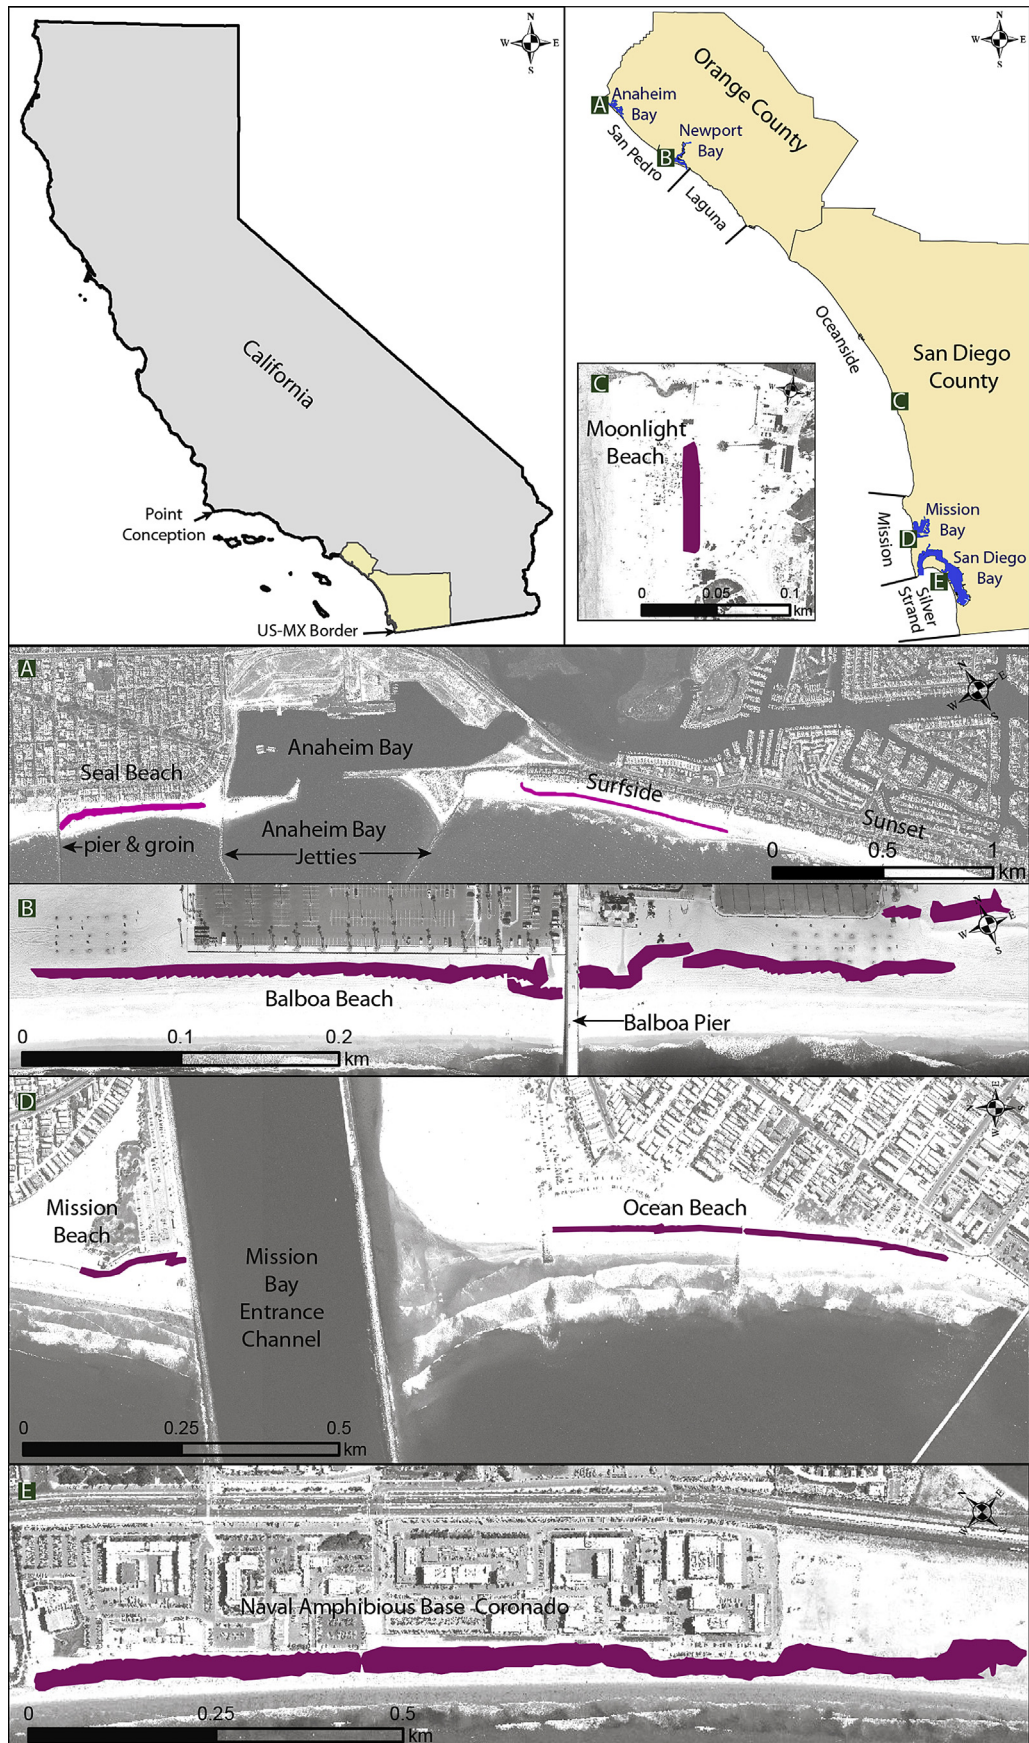 N
W
E
S
California
Point
Conception
US-MX Border
N
W
E
S
Orange County
A
Anaheim
Bay
Newport
Bay
B
San Pedro
Laguna
Oceanside
San Diego
County
C
Mission
Mission
Bay
D
San Diego
Bay
E
Silver
Strand
C
N
W
E
S
Moonlight
Beach
0
0.05
0.1
km
A
N
W
E
S
Anaheim Bay
Seal Beach
Surfside
Sunset
pier & groin
Anaheim Bay
Jetties
0
0.5
1
km
B
N
W
E
S
Balboa Beach
Balboa Pier
0
0.1
0.2
km
D
N
E
S
W
Mission
Beach
Ocean Beach
Mission
Bay
Entrance
Channel
0
0.25
0.5
km
E
N
E
W
S
Naval Amphibious Base Coronado
0
0.25
0.5
km